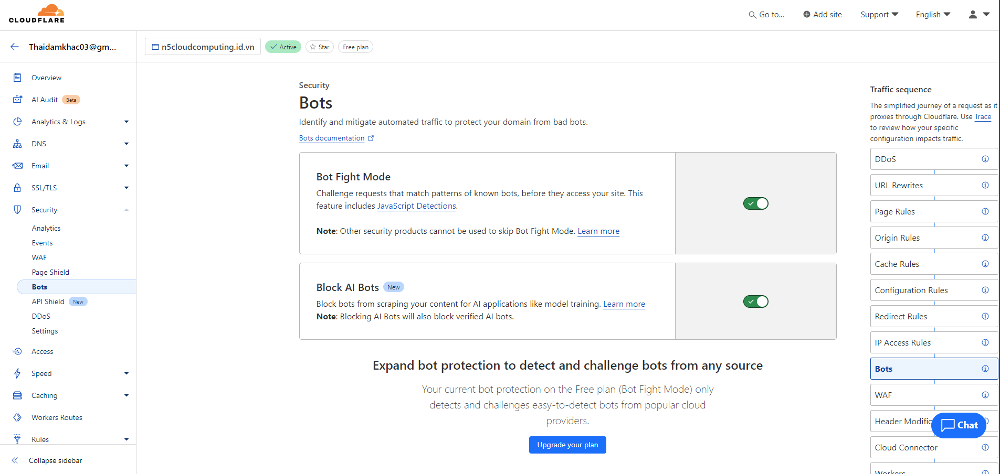 CLOUDFLARE
Go to...
Add site
Support
English
Thaidamkhac03@gm...
n5cloudcomputing.id.vn
Active
Star
Free plan
Overview
AI Audit Beta
Analytics & Logs
DNS
Email
SSL/TLS
Security
Analytics
Events
WAF
Page Shield
Bots
API Shield New
DDoS
Settings
Access
Speed
Caching
Workers Routes
Rules
Collapse sidebar
Security
Bots
Identify and mitigate automated traffic to protect your domain from bad bots.
Bots documentation
Bot Fight Mode
Challenge requests that match patterns of known bots, before they access your site. This
feature includes JavaScript Detections.
Note: Other security products cannot be used to skip Bot Fight Mode. Learn more
Block AI Bots New
Block bots from scraping your content for AI applications like model training. Learn more
Note: Blocking AI Bots will also block verified AI bots.
Expand bot protection to detect and challenge bots from any source
Your current bot protection on the Free plan (Bot Fight Mode) only
detects and challenges easy-to-detect bots from popular cloud
providers.
Upgrade your plan
Traffic sequence
The simplified journey of a request as it
proxies through Cloudflare. Use Trace
to review how your specific
configuration impacts traffic.
DDoS
URL Rewrites
Page Rules
Origin Rules
Cache Rules
Configuration Rules
Redirect Rules
IP Access Rules
Bots
WAF
Header Modific
Chat
Cloud Connector
Workers